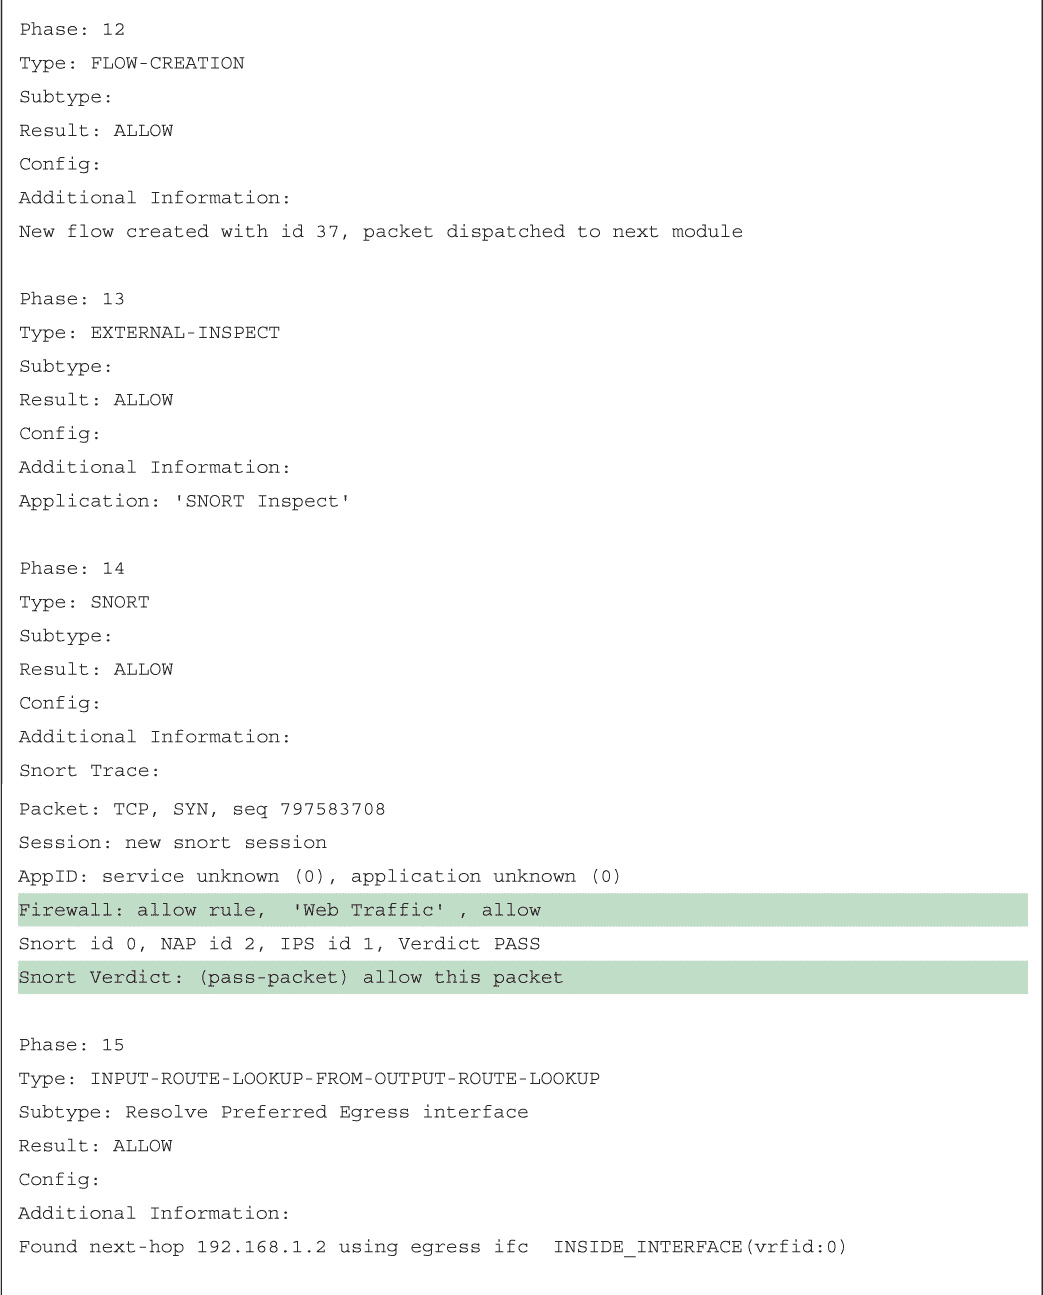 Phase: 12
Type: FLOW-CREATION
Subtype:
Result: ALLOW
Config:
Additional Information:
New flow created with id 37, packet dispatched to next module
Phase: 13
Type: EXTERNAL-INSPECT
Subtype:
Result: ALLOW
Config:
Additional Information:
Application: 'SNORT Inspect'
Phase: 14
Type: SNORT
Subtype:
Result: ALLOW
Config:
Additional Information:
Snort Trace:
Packet: TCP, SYN, seq 797583708
Session: new snort session
AppID: service unknown (0), application unknown (0)
Firewall: allow rule,  'Web Traffic' , allow
Snort id 0, NAP id 2, IPS id 1, Verdict PASS
Snort Verdict: (pass-packet) allow this packet
Phase: 15
Type: INPUT-ROUTE-LOOKUP-FROM-OUTPUT-ROUTE-LOOKUP
Subtype: Resolve Preferred Egress interface
Result: ALLOW
Config:
Additional Information:
Found next-hop 192.168.1.2 using egress ifc  INSIDE_INTERFACE(vrfid:0)